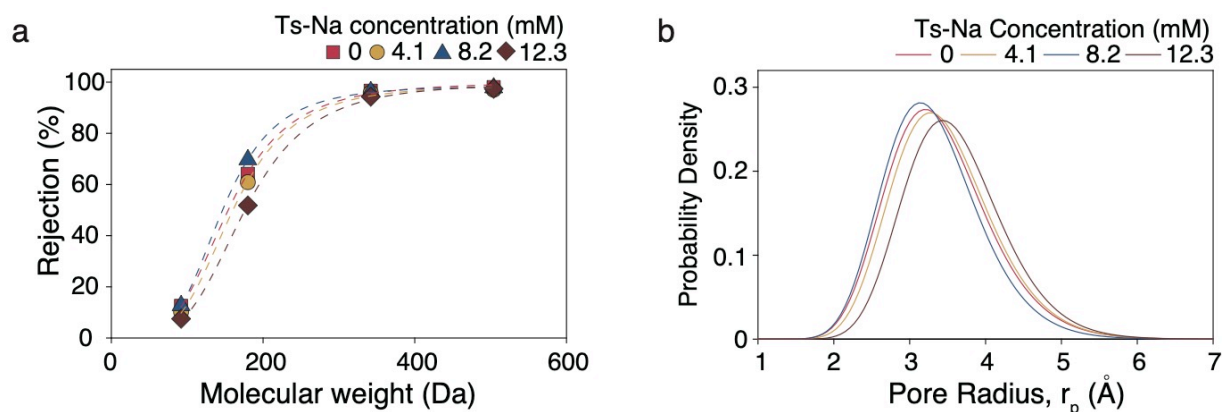 a
Ts-Na concentration (mM)
0 4.1 8.2 12.3
100
80
60
40
20
0
Rejection (%)
0 200 400 600
Molecular weight (Da)
b
Ts-Na Concentration (mM)
0 4.1 8.2 12.3
0.3
0.2
0.1
0
Probability Density
1 2 3 4 5 6 7
Pore Radius, r_p (Å)